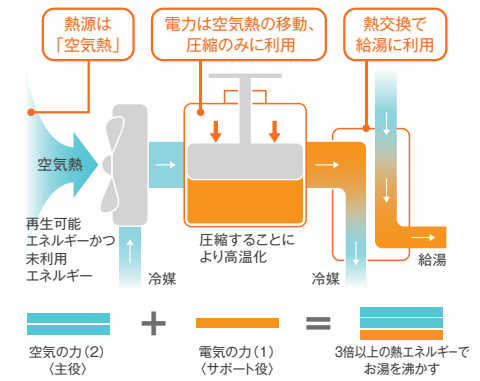 熱源は
「空気熱」
電力は空気熱の移動、
圧縮のみに利用
熱交換で
給湯に利用
空気熱
再生可能
エネルギーかつ
未利用
エネルギー
冷媒
圧縮することに
より高温化
冷媒
給湯
空気の力(2)
〈主役〉
+
電気の力(1)
〈サポート役〉
=
3倍以上の熱エネルギーで
お湯を沸かす